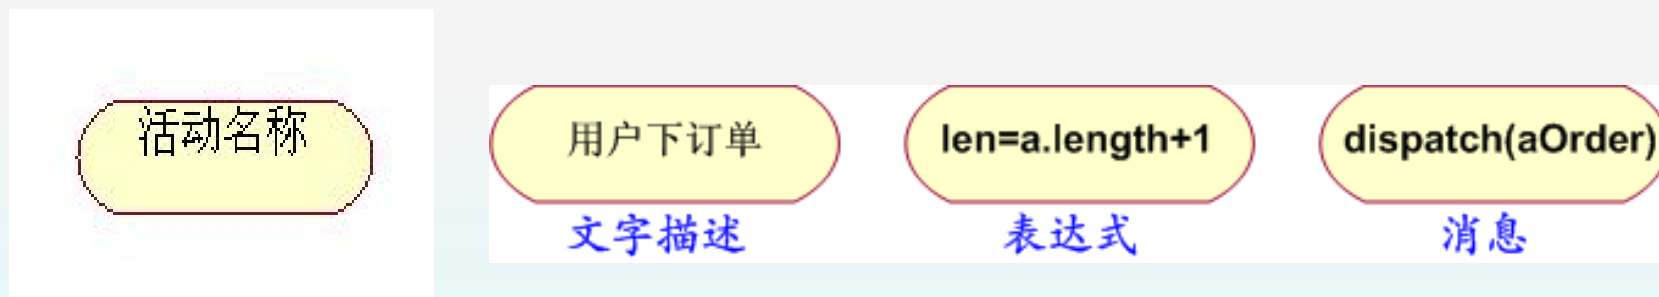 活动名称
用户下订单
len=a.length+1
dispatch(aOrder)
文字描述
表达式
消息